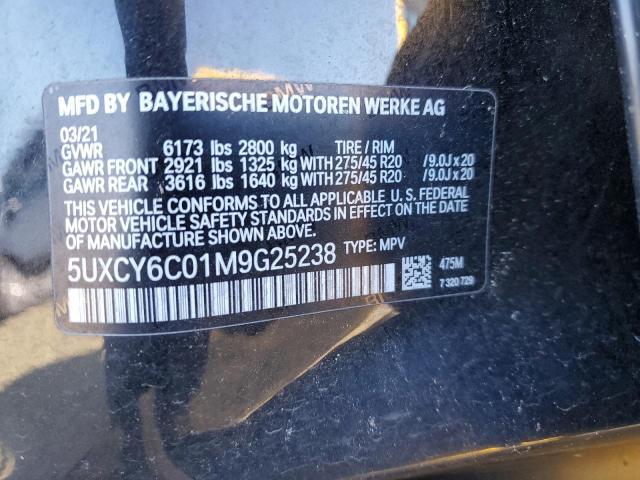 MFD BY BAYERISCHE MOTOREN WERKE AG
03/21
GVWR 6173 lbs 2800 kg TIRE / RIM
GAWR FRONT 2921 lbs 1325 kg WITH 275/45 R20 /9.0J x 20
GAWR REAR 3616 lbs 1640 kg WITH 275/45 R20 /9.0J x 20
THIS VEHICLE CONFORMS TO ALL APPLICABLE U. S. FEDERAL
MOTOR VEHICLE SAFETY STANDARDS IN EFFECT ON THE DATE OF
MANUFACTURE SHOWN ABOVE.
5UXCY6C01M9G25238 TYPE: MPV
475M
7 320 729